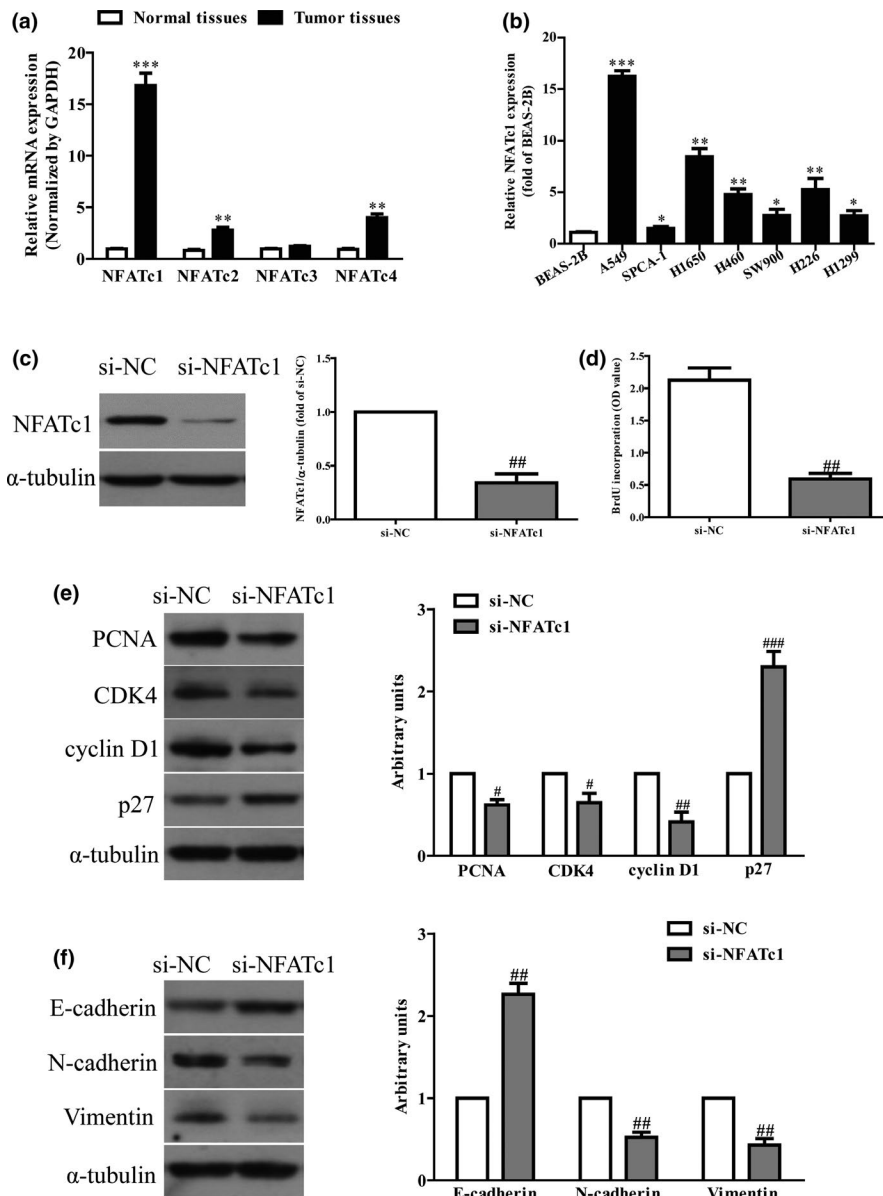 (a)
Normal tissues Tumor tissues
Relative mRNA expression
(Normalized by GAPDH)
20
15
10
5
0
***
**
**
NFATc1 NFATc2 NFATc3 NFATc4
(b)
Relative NFATc1 expression
(fold of BEAS-2B)
20
15
10
5
0
***
*
**
**
*
**
*
BEAS-2B A549 SPCA-1 H1650 H460 SW900 H226 H1299
(c)
si-NC si-NFATc1
NFATc1
α-tubulin
NFATc1/α-tubulin (fold of si-NC)
1.5
1.0
0.5
0.0
##
si-NC si-NFATc1
(d)
BrdU incorporation (OD value)
2.5
2.0
1.5
1.0
0.5
0.0
##
si-NC si-NFATc1
(e)
si-NC si-NFATc1
PCNA
CDK4
cyclin D1
p27
α-tubulin
Arbitrary units
3
2
1
0
si-NC
si-NFATc1
#
#
##
###
PCNA CDK4 cyclin D1 p27
(f)
si-NC si-NFATc1
E-cadherin
N-cadherin
Vimentin
α-tubulin
Arbitrary units
3
2
1
0
si-NC
si-NFATc1
##
##
##
E-cadherin N-cadherin Vimentin